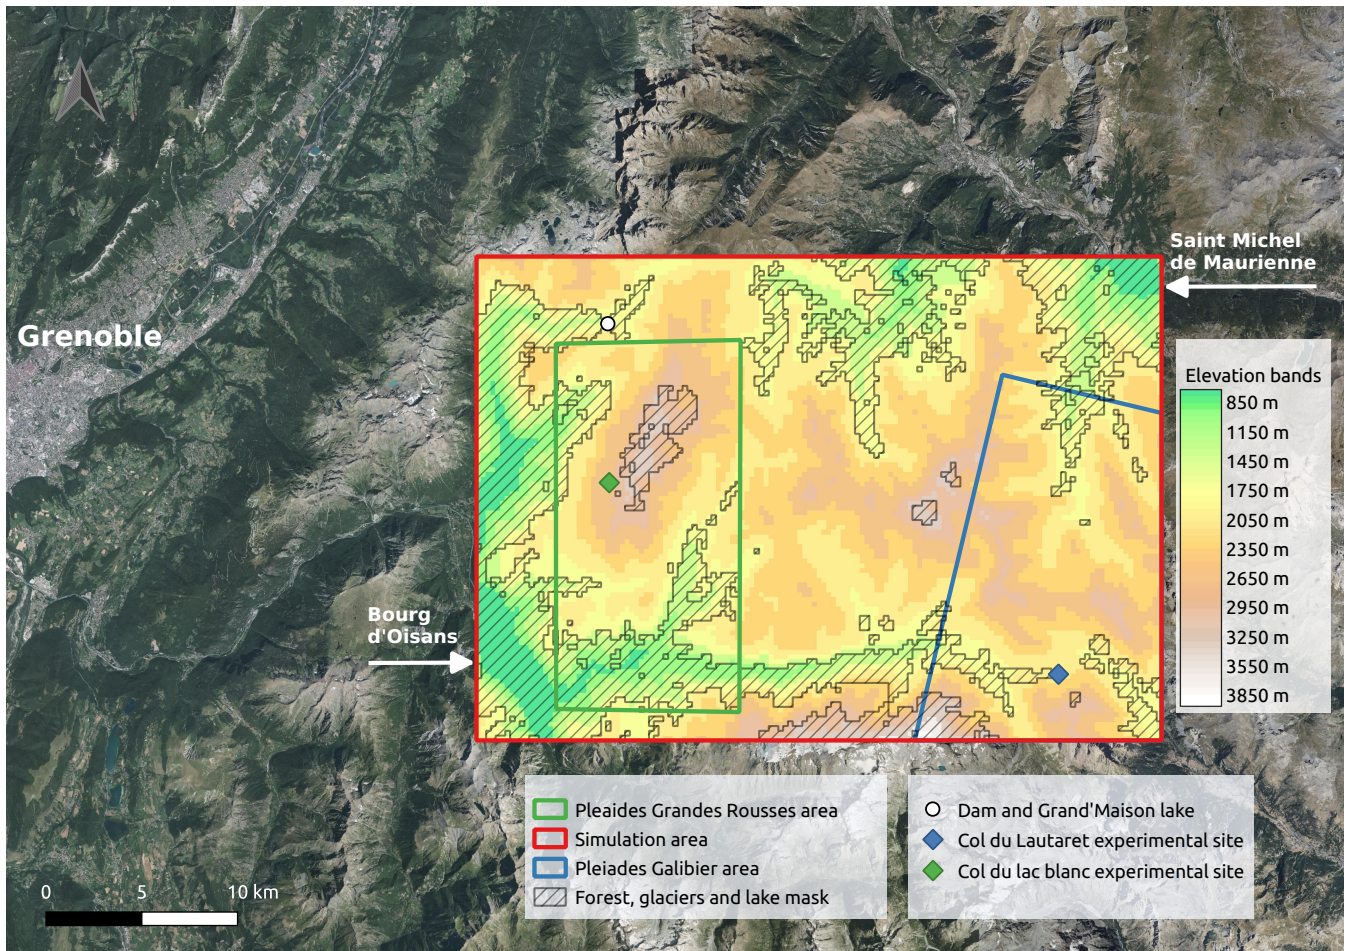 Saint Michel
de Maurienne
Grenoble
Elevation bands
850 m
1150 m
1450 m
1750 m
2050 m
2350 m
2650 m
2950 m
3250 m
3550 m
3850 m
Bourg
d'Oisans
Pleaides Grandes Rousses area
Simulation area
Pleiades Galibier area
Forest, glaciers and lake mask
Dam and Grand'Maison lake
Col du Lautaret experimental site
Col du lac blanc experimental site
0 5 10 km